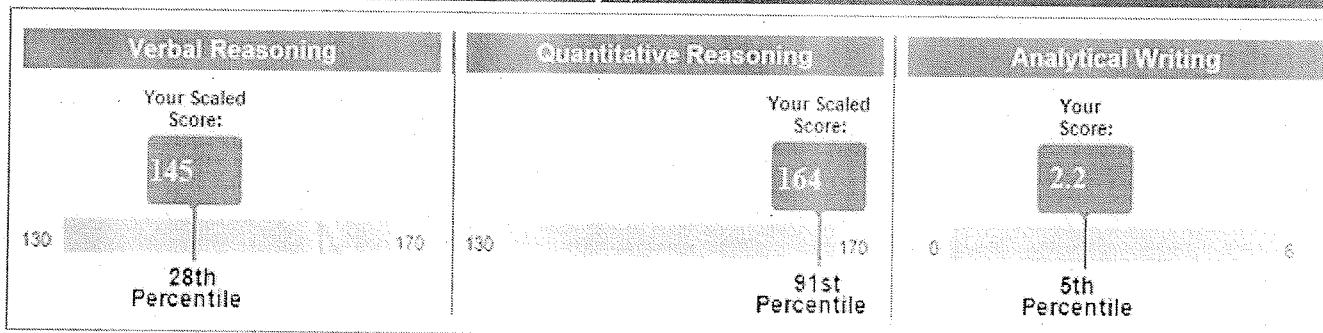 Verbal Reasoning
Your Scaled
Score:
145
130
170
28th
Percentile
Quantitative Reasoning
Your Scaled
Score:
164
130
170
91st
Percentile
Analytical Writing
Your
Score:
2.2
0
6
5th
Percentile